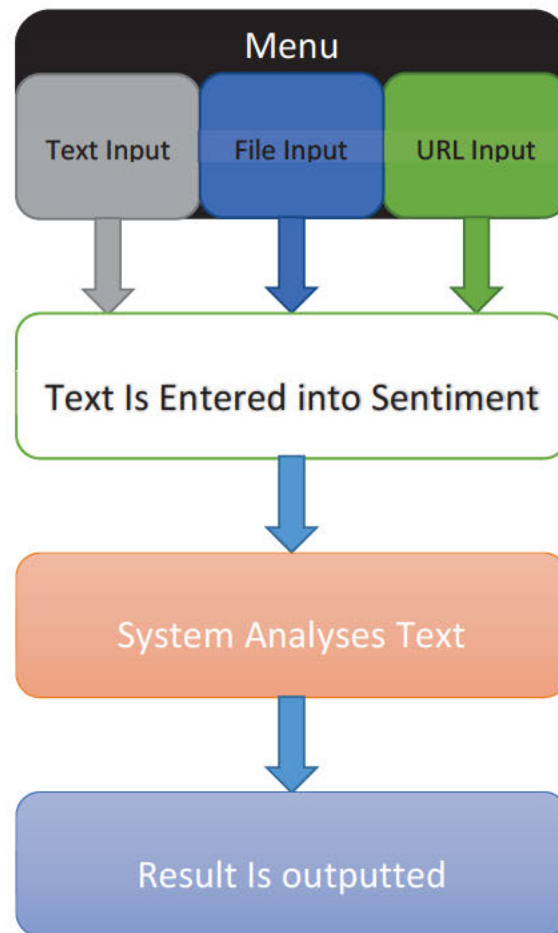 Menu
Text Input
File Input
URL Input
Text Is Entered into Sentiment
System Analyses Text
Result Is outputted